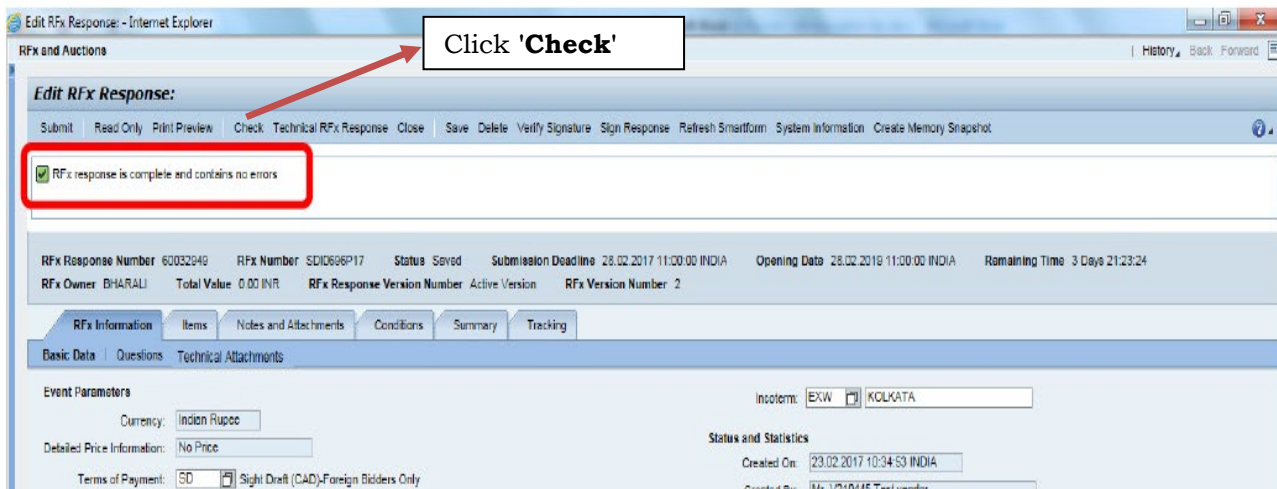 Edit RFx Response: - Internet Explorer
Click 'Check'
RFx and Auctions
History Back Forward
Edit RFx Response:
Submit Read Only Print Preview Check Technical RFx Response Close Save Delete Verify Signature Sign Response Refresh Smartform System Information Create Memory Snapshot
RFx response is complete and contains no errors
RFx Response Number 60032949 RFx Number SDI0696P17 Status Saved Submission Deadline 28.02.2017 11:00:00 INDIA Opening Date 28.02.2019 11:00:00 INDIA Remaining Time 3 Days 21:23:24
RFx Owner BHARALI Total Value 0.00 INR RFx Response Version Number Active Version RFx Version Number 2
RFx Information Items Notes and Attachments Conditions Summary Tracking
Basic Data Questions Technical Attachments
Event Parameters
Incoterm: EXW KOLKATA
Currency: Indian Rupee
Status and Statistics
Detailed Price Information: No Price
Created On: 23.02.2017 10:34:53 INDIA
Terms of Payment: SD Sight Draft (CAD)-Foreign Bidders Only
Created By: Mr.